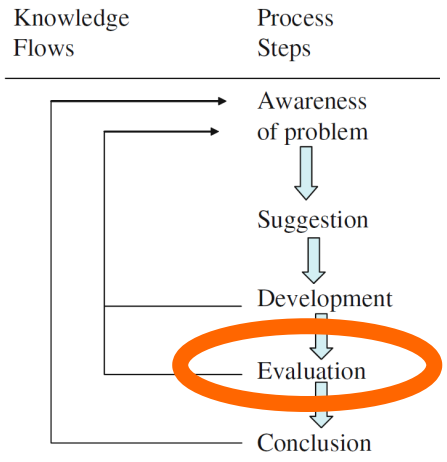 Knowledge
Flows
Process
Steps
Awareness
of problem
Suggestion
Development
Evaluation
Conclusion